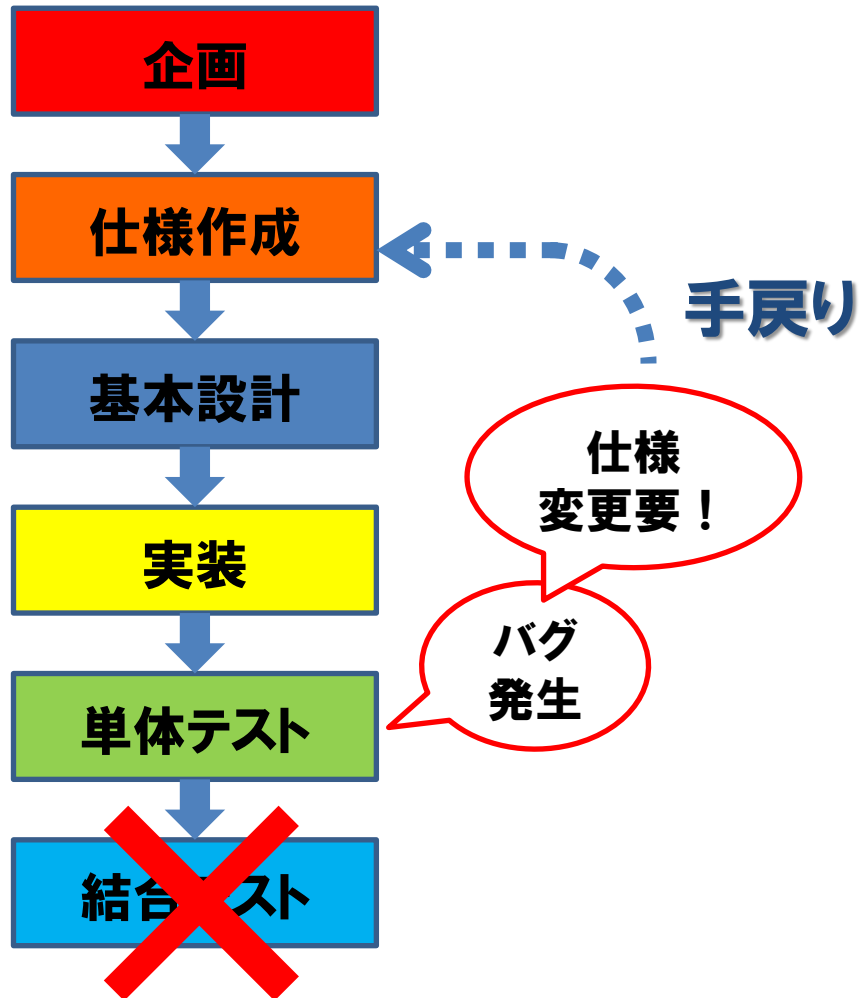 企画
仕様作成
手戻り
基本設計
仕様
変更要！
実装
バグ
発生
単体テスト
結合テスト